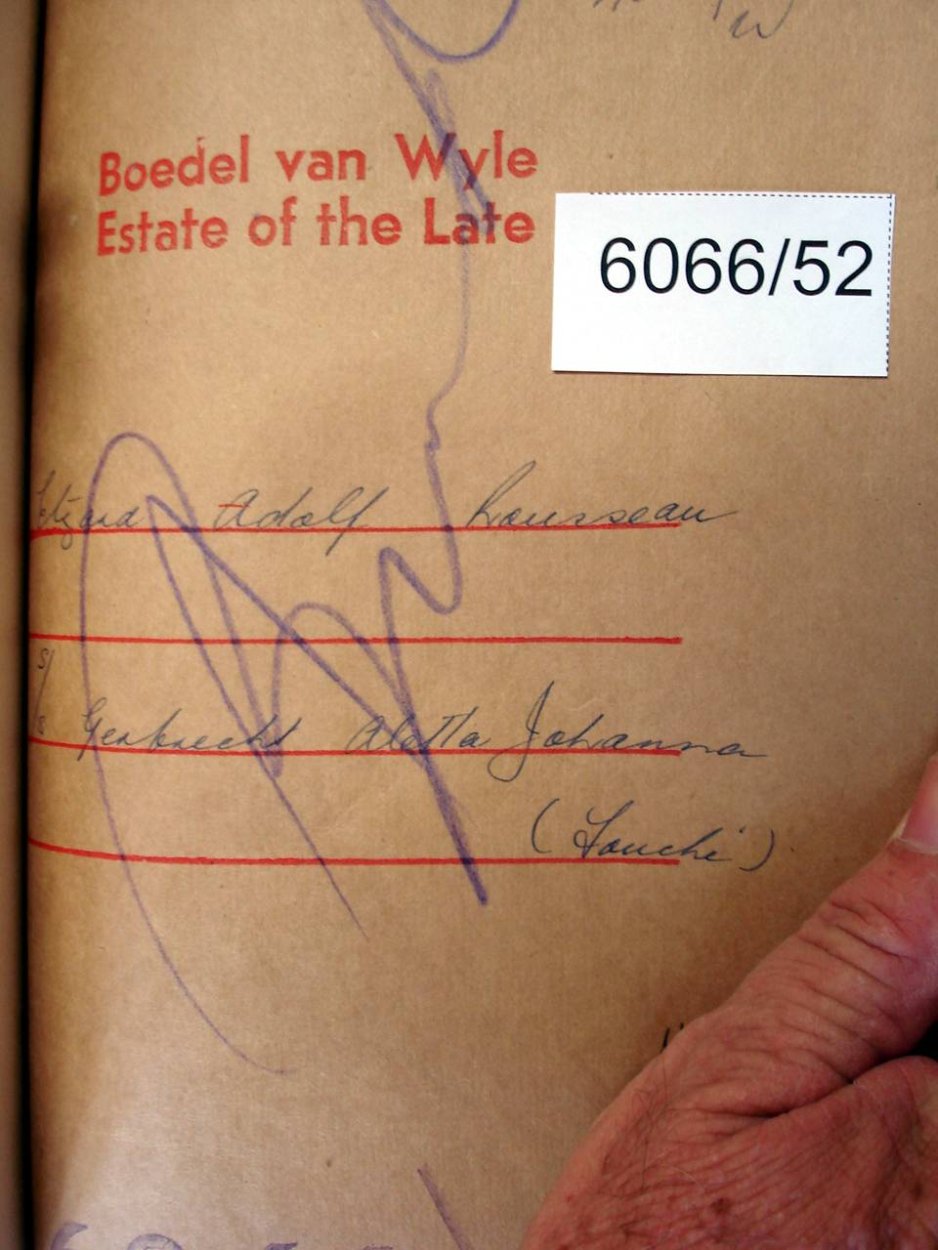 Boedel van Wyle
Estate of the Late
6066/52
Adolf Rousseau
s/
Aletta Johanna
(Fouché)